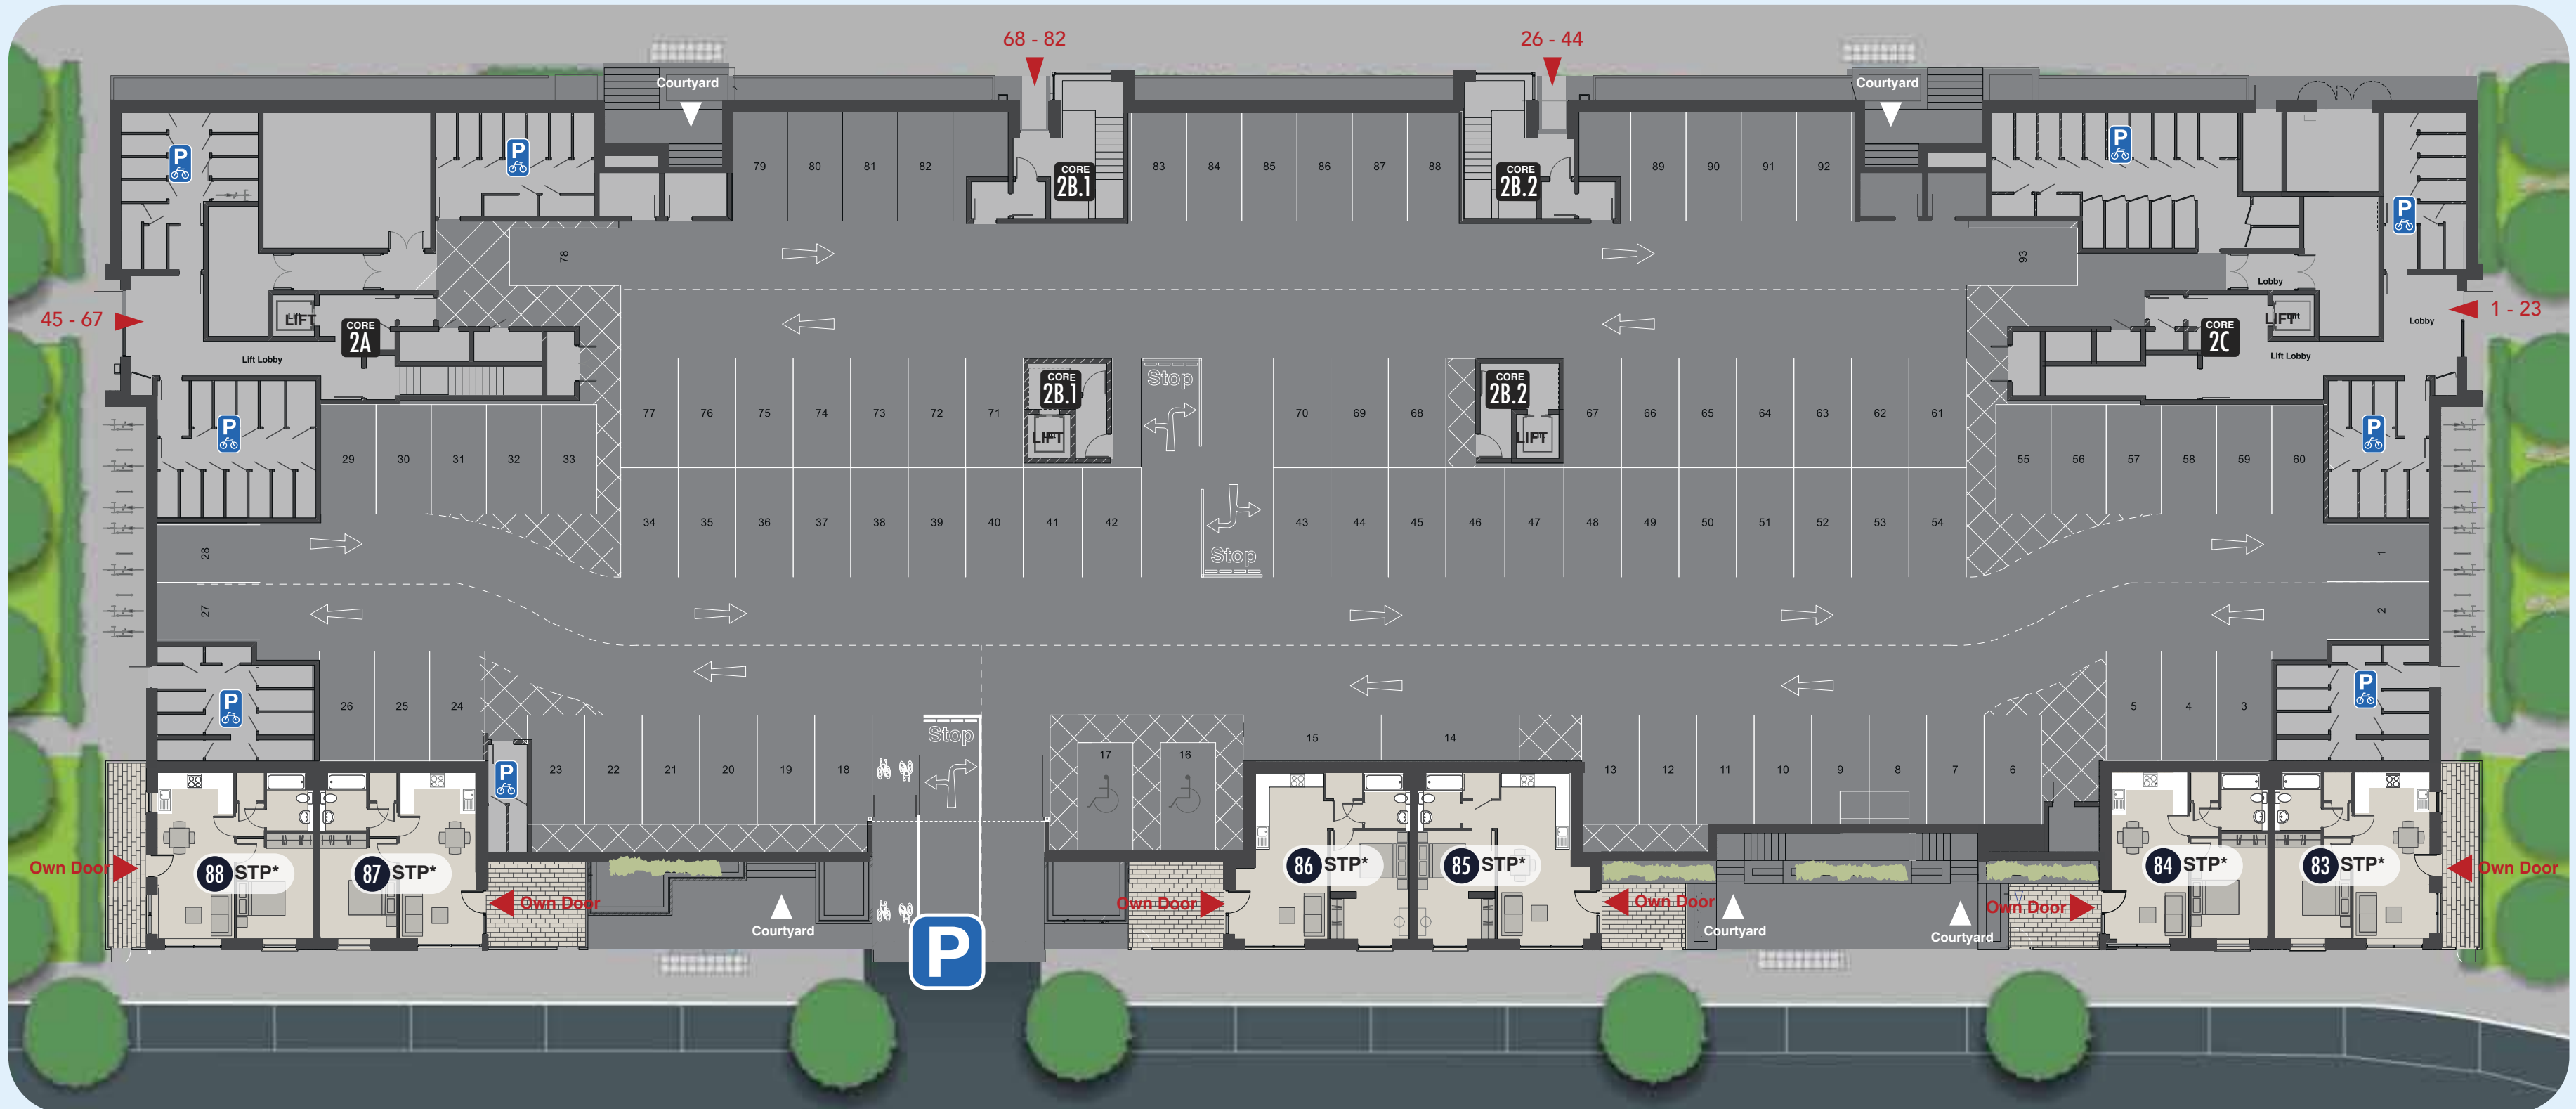 68 - 82
26 - 44
Courtyard
Courtyard
P
P
P
P
79 80 81 82
CORE
2B.1
83 84 85 86 87 88
CORE
2B.2
89 90 91 92
78
93
Lobby
45 - 67
LIFT
CORE
2A
Lift Lobby
LIFT
CORE
2C
Lobby
1 - 23
Lift Lobby
CORE
2B.1
LIFT
Stop
CORE
2B.2
LIFT
77 76 75 74 73 72 71
70 69 68
67 66 65 64 63 62 61
P
29 30 31 32 33
55 56 57 58 59 60
P
34 35 36 37 38 39 40 41 42
43 44 45 46 47 48 49 50 51 52 53 54
Stop
28
1
27
2
P
26 25 24
5 4 3
P
Stop
P
23 22 21 20 19 18
17 16
15 14
13 12 11 10 9 8 7 6
Own Door
88 STP*
87 STP*
Own Door
Courtyard
P
Own Door
86 STP*
85 STP*
Own Door
Courtyard
Courtyard
Own Door
84 STP*
83 STP*
Own Door